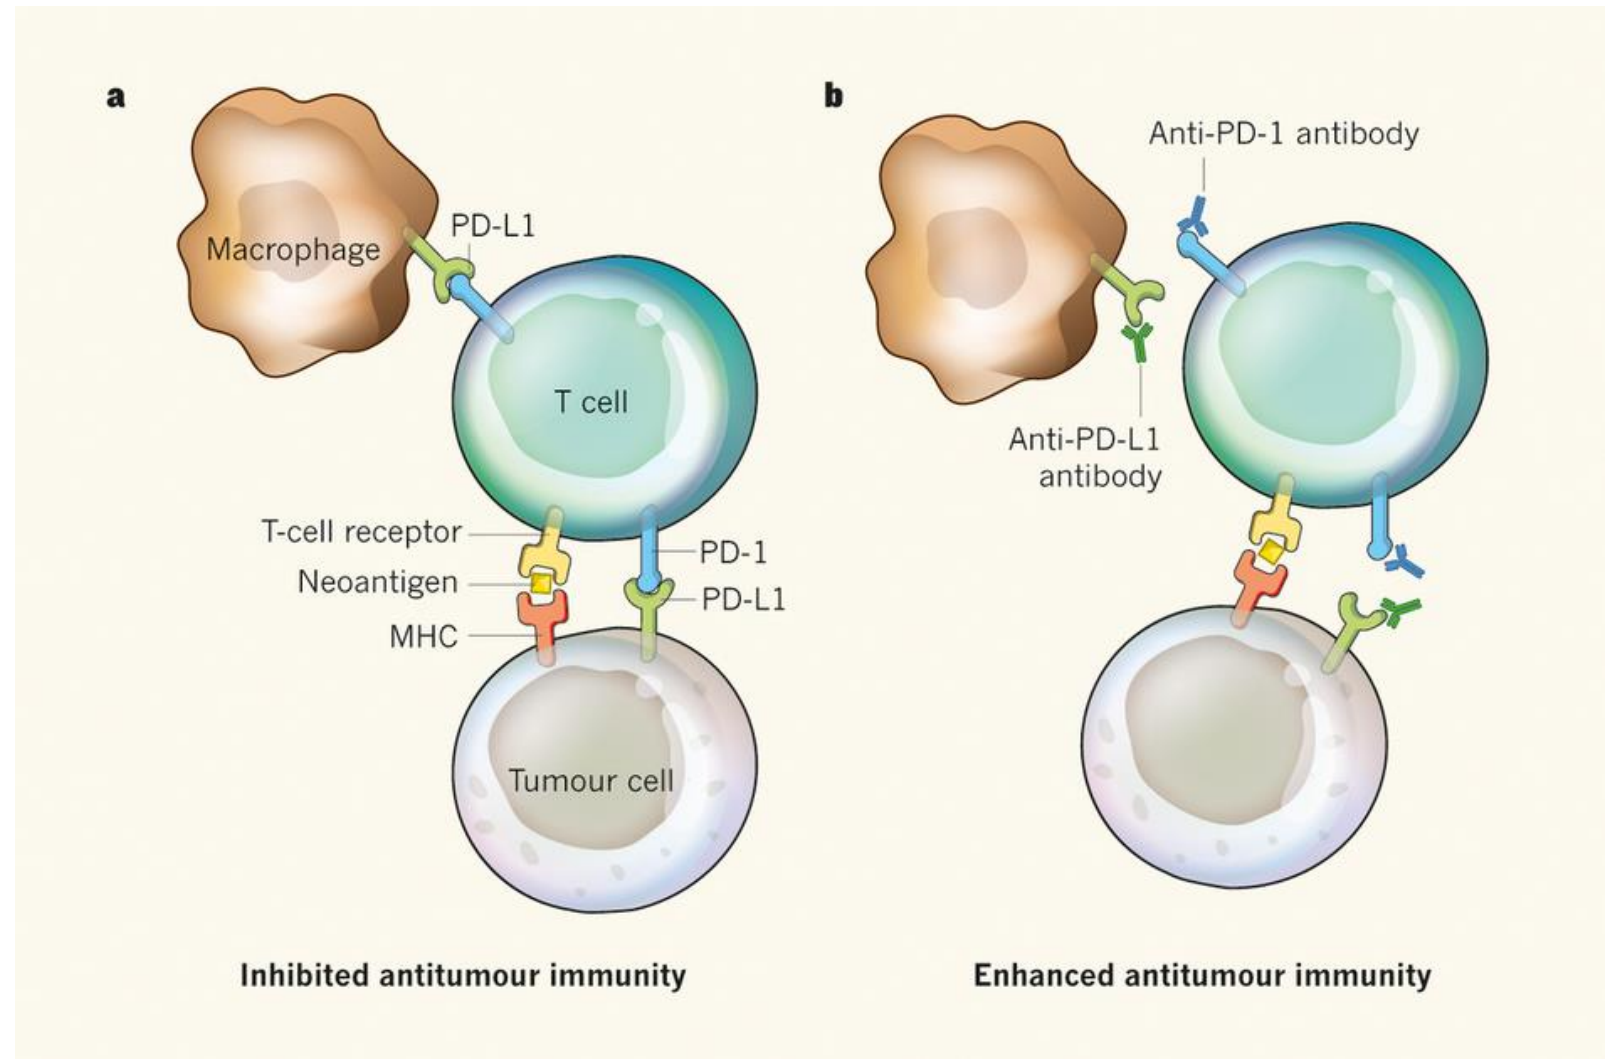 a
PD-L1
Macrophage
T cell
T-cell receptor
Neoantigen
MHC
PD-1
PD-L1
Tumour cell
Inhibited antitumour immunity
b
Anti-PD-1 antibody
Anti-PD-L1
antibody
Enhanced antitumour immunity